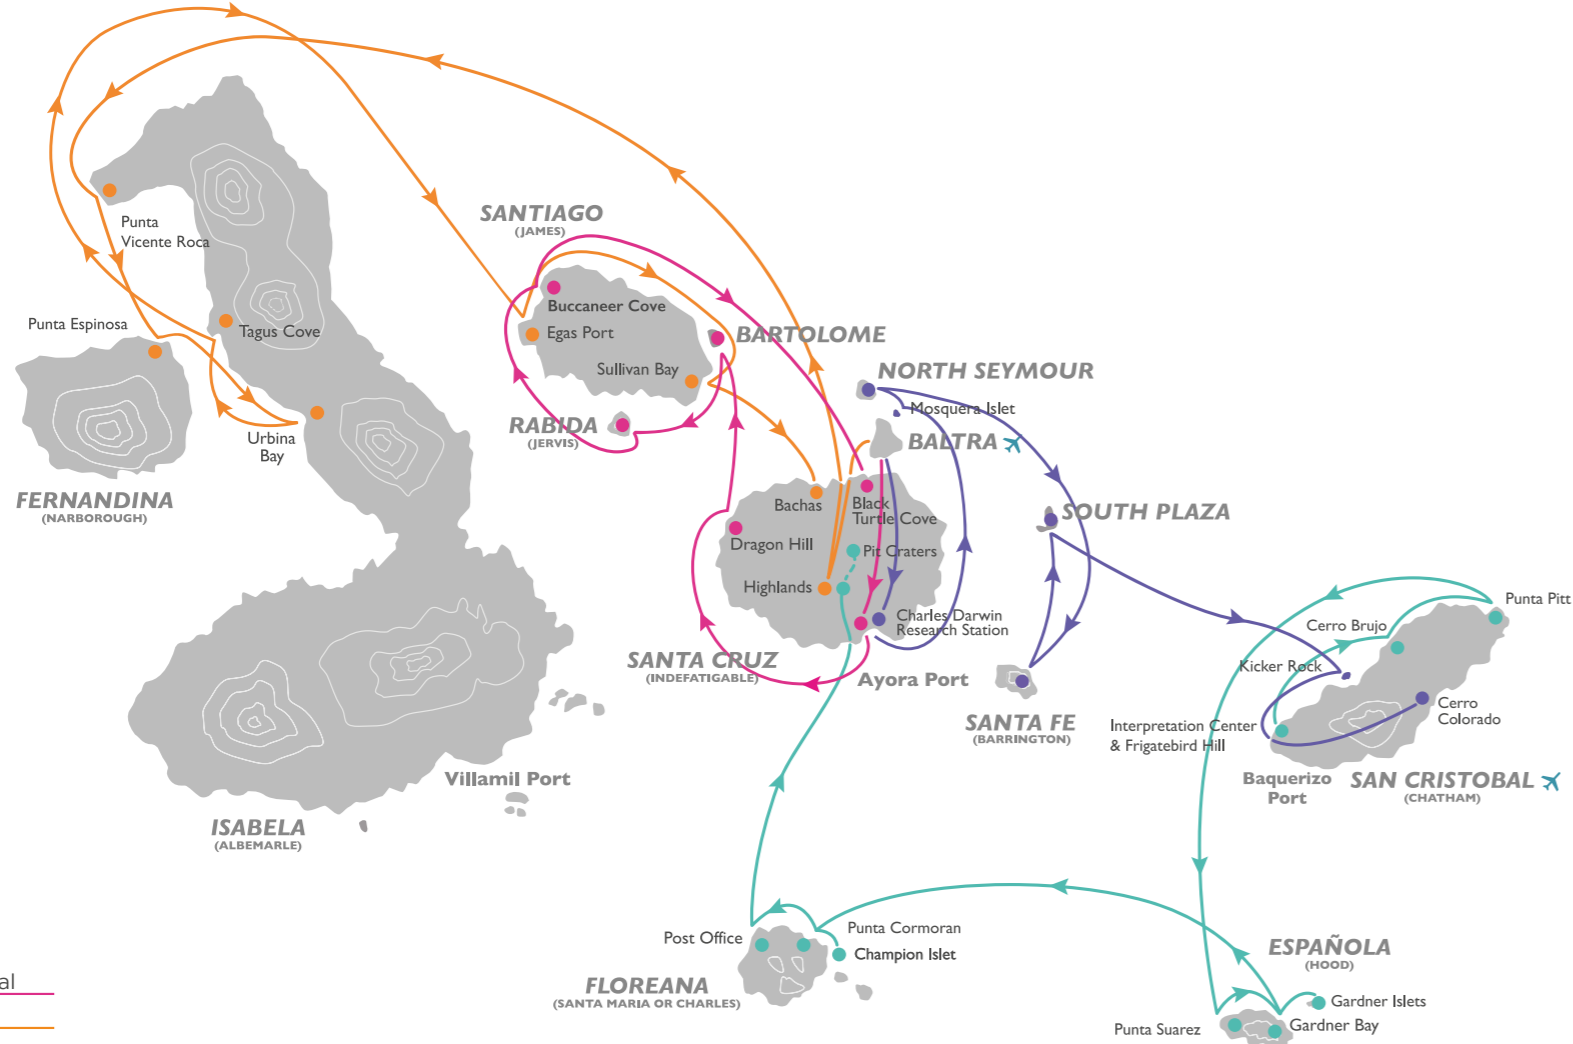 SANTIAGO
(JAMES)
Punta
Vicente Roca
Buccaneer Cove
Egas Port
Punta Espinosa
Tagus Cove
BARTOLOME
Sullivan Bay
NORTH SEYMOUR
Mosquera Islet
RABIDA
(JERVIS)
BALTRA
Urbina
Bay
FERNANDINA
(NARBOROUGH)
Bachas
Black
Turtle Cove
SOUTH PLAZA
Dragon Hill
Pit Craters
Highlands
Charles Darwin
Research Station
Punta Pitt
Cerro Brujo
SANTA CRUZ
(INDEFATIGABLE)
Ayora Port
Kicker Rock
SANTA FE
(BARRINGTON)
Cerro
Colorado
Interpretation Center
& Frigatebird Hill
Villamil Port
Baquerizo
Port
SAN CRISTOBAL
(CHATHAM)
ISABELA
(ALBEMARLE)
Post Office
Punta Cormoran
Champion Islet
ESPAÑOLA
(HOOD)
FLOREANA
(SANTA MARIA OR CHARLES)
al
Gardner Islets
Punta Suarez
Gardner Bay